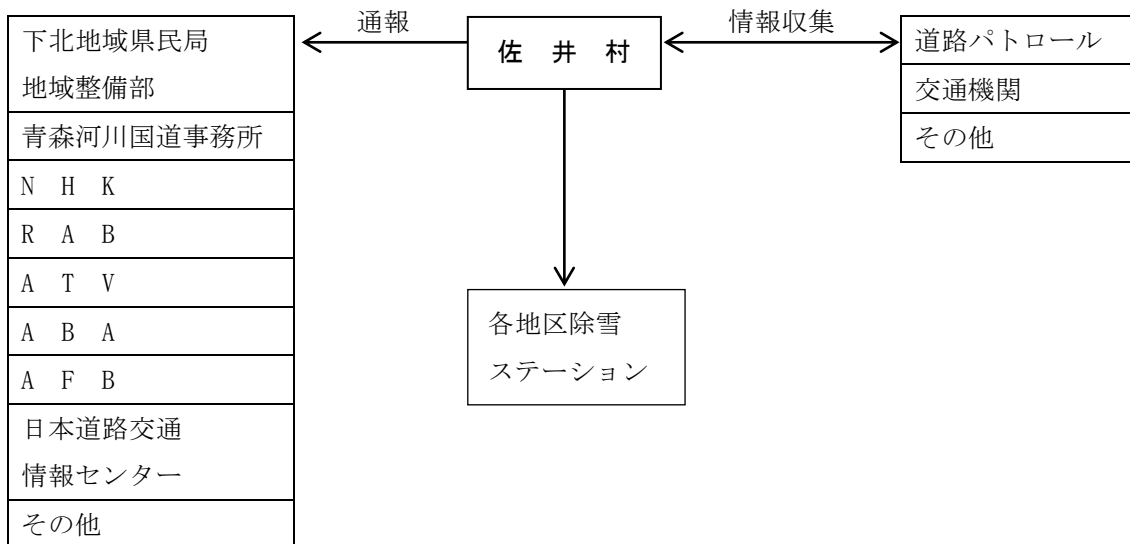 下北地域県民局
地域整備部
青森河川国道事務所
N H K
R A B
A T V
A B A
A F B
日本道路交通
情報センター
その他
通報
佐 井 村
情報収集
道路パトロール
交通機関
その他
各地区除雪
ステーション